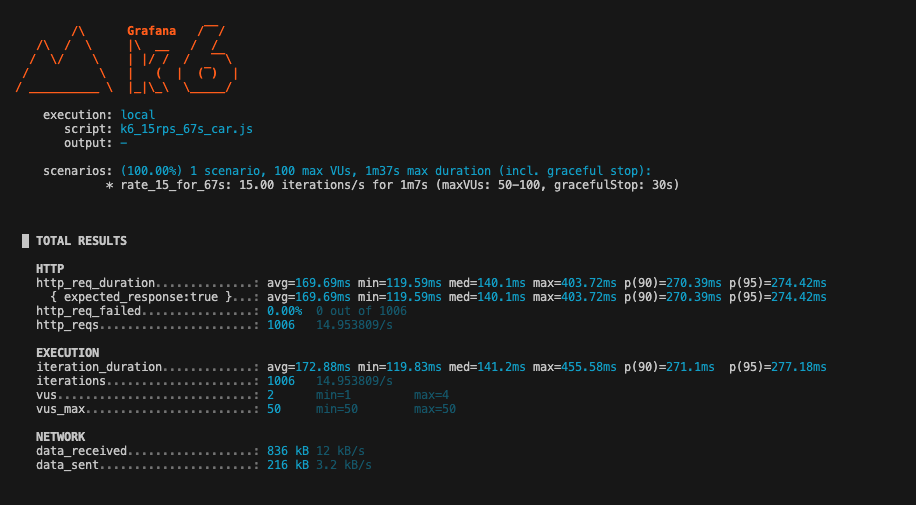 Grafana
k6
execution: local
script: k6_15rps_67s_car.js
output: -
scenarios: (100.00%) 1 scenario, 100 max VUs, 1m37s max duration (incl. graceful stop):
* rate_15_for_67s: 15.00 iterations/s for 1m7s (maxVUs: 50-100, gracefulStop: 30s)
TOTAL RESULTS
HTTP
http_req_duration..............: avg=169.69ms min=119.59ms med=140.1ms max=403.72ms p(90)=270.39ms p(95)=274.42ms
{ expected_response:true }...: avg=169.69ms min=119.59ms med=140.1ms max=403.72ms p(90)=270.39ms p(95)=274.42ms
http_req_failed................: 0.00% 0 out of 1006
http_reqs......................: 1006 14.953809/s
EXECUTION
iteration_duration.............: avg=172.88ms min=119.83ms med=141.2ms max=455.58ms p(90)=271.1ms p(95)=277.18ms
iterations.....................: 1006 14.953809/s
vus............................: 2 min=1 max=4
vus_max........................: 50 min=50 max=50
NETWORK
data_received..................: 836 kB 12 kB/s
data_sent......................: 216 kB 3.2 kB/s